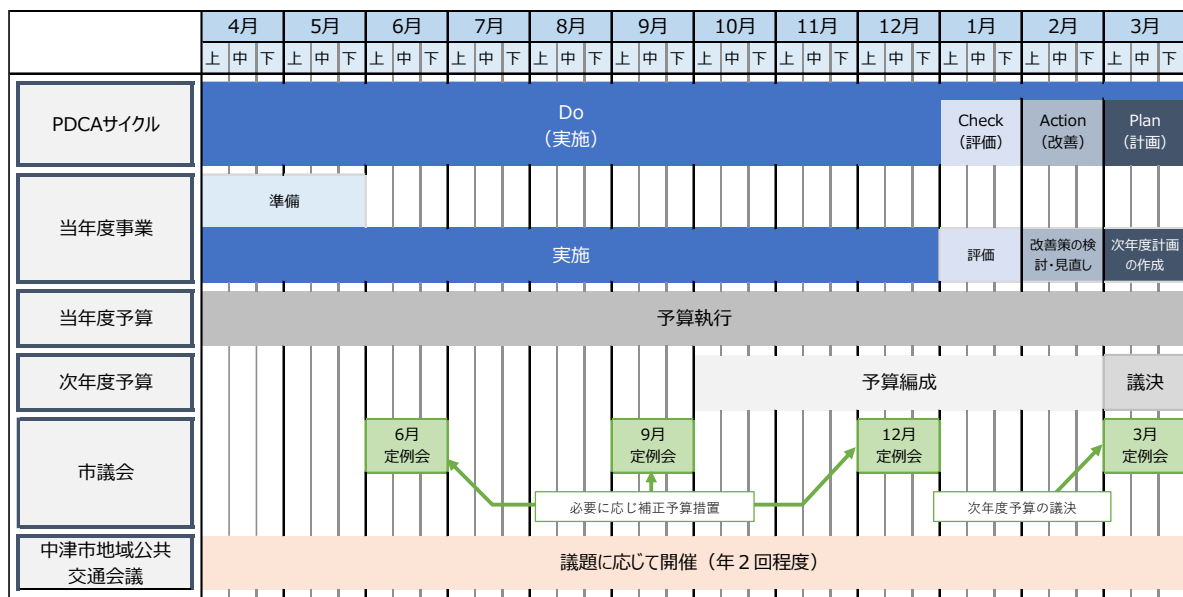 4月 5月 6月 7月 8月 9月 10月 11月 12月 1月 2月 3月
上 中 下 上 中 下 上 中 下 上 中 下 上 中 下 上 中 下 上 中 下 上 中 下 上 中 下 上 中 下 上 中 下 上 中 下
PDCAサイクル
Do
（実施）
Check
（評価）
Action
（改善）
Plan
（計画）
当年度事業
準備
実施
評価
改善策の検
討・見直し
次年度計画
の作成
当年度予算
予算執行
次年度予算
予算編成
議決
市議会
6月
定例会
9月
定例会
12月
定例会
3月
定例会
必要に応じ補正予算措置
次年度予算の議決
中津市地域公共
交通会議
議題に応じて開催（年２回程度）